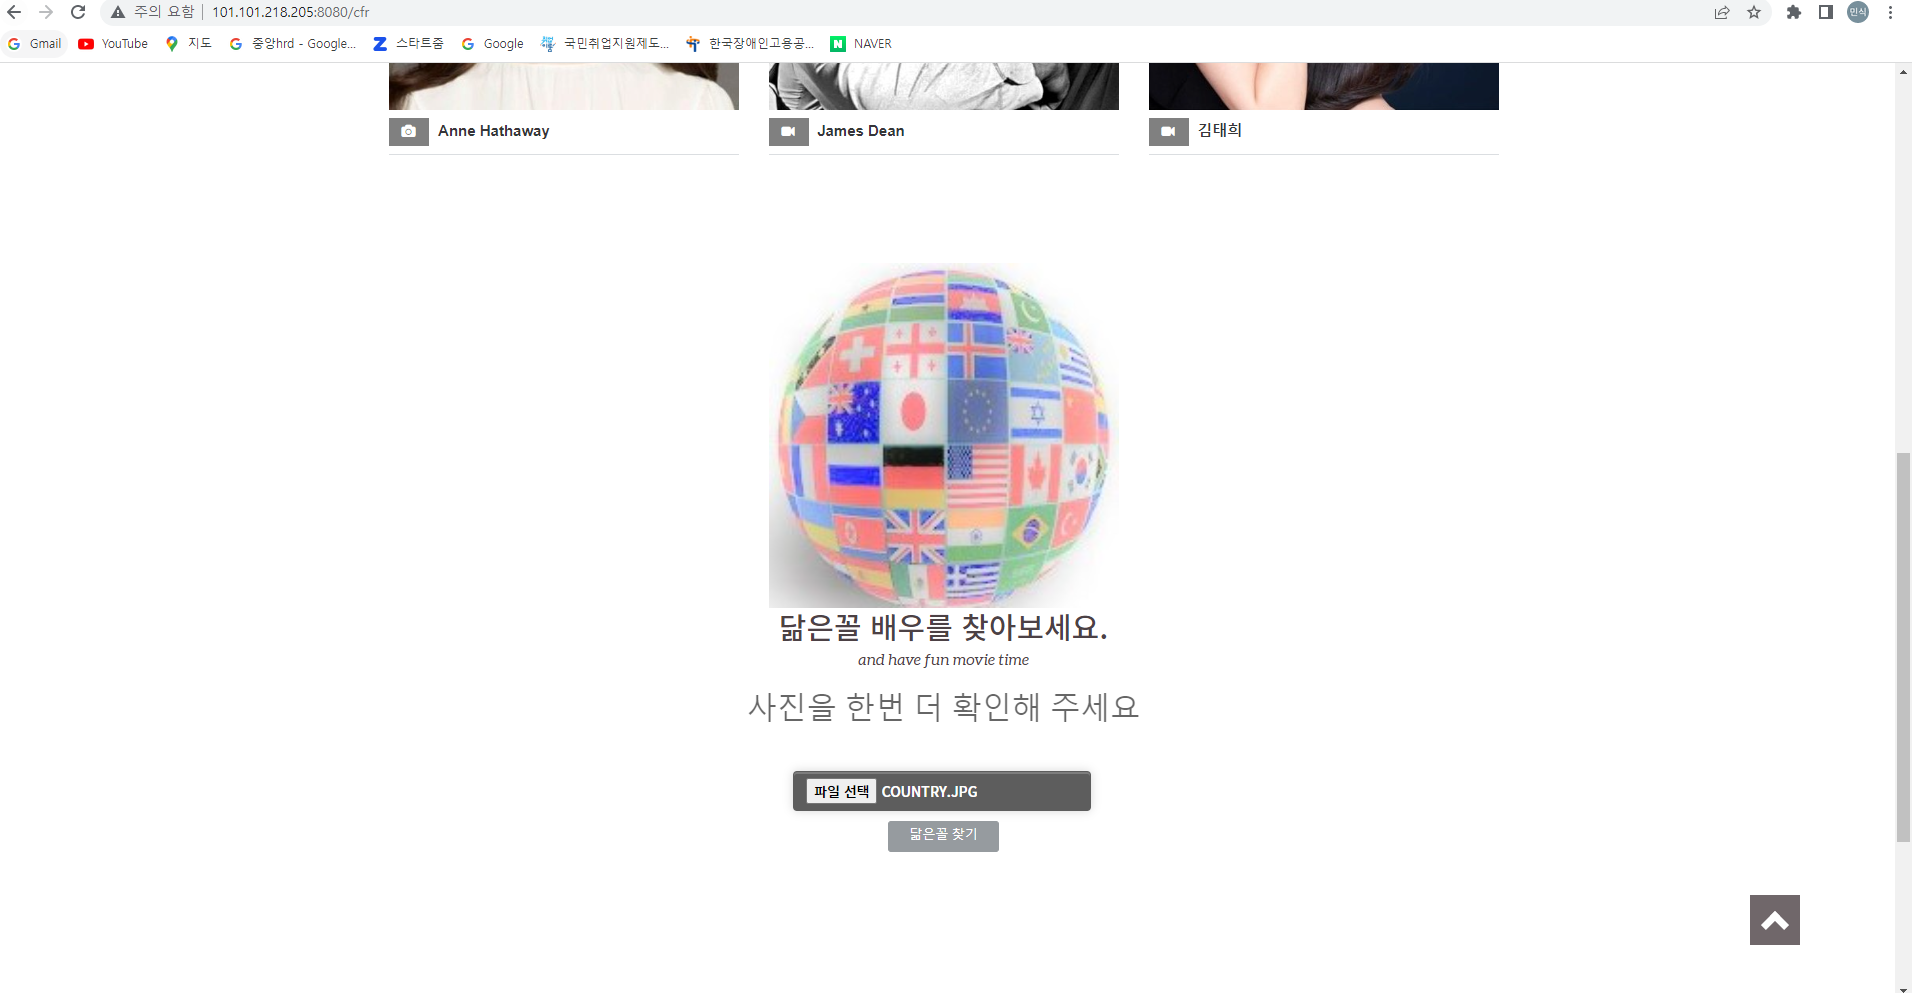 주의 요함 101.101.218.205:8080/cfr 민식
Gmail YouTube 지도 중앙hrd - Google... 스타트줌 Google 국민취업지원제도... 한국장애인고용공... NAVER
Anne Hathaway James Dean 김태희
닮은꼴 배우를 찾아보세요.
and have fun movie time
사진을 한번 더 확인해 주세요
파일 선택 COUNTRY.JPG
닮은꼴 찾기